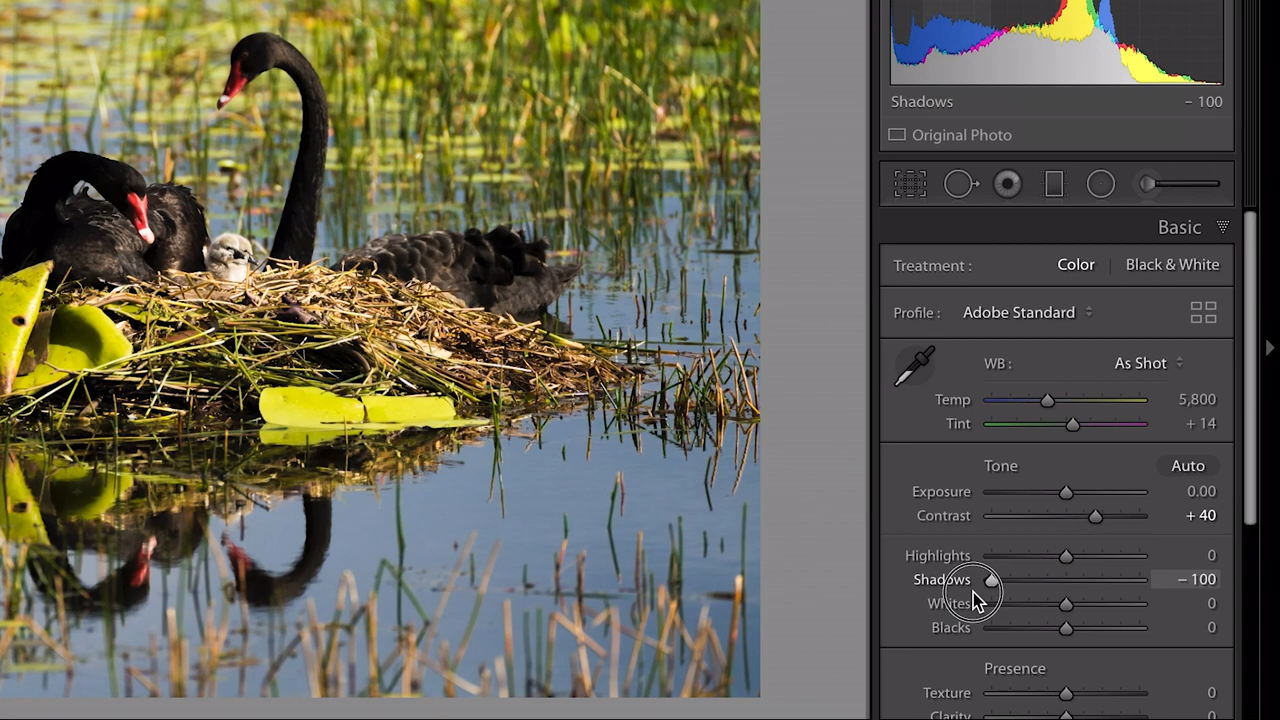 Shadows – 100
Original Photo
Basic
Treatment : Color | Black & White
Profile : Adobe Standard
WB : As Shot
Temp 5,800
Tint + 14
Tone Auto
Exposure 0.00
Contrast + 40
Highlights 0
Shadows – 100
Whites 0
Blacks 0
Presence
Texture 0
Clarity 0